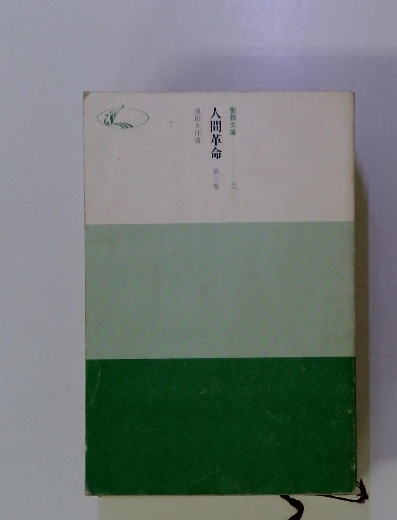 聖教文庫
人間革命 第六巻
池田大作著